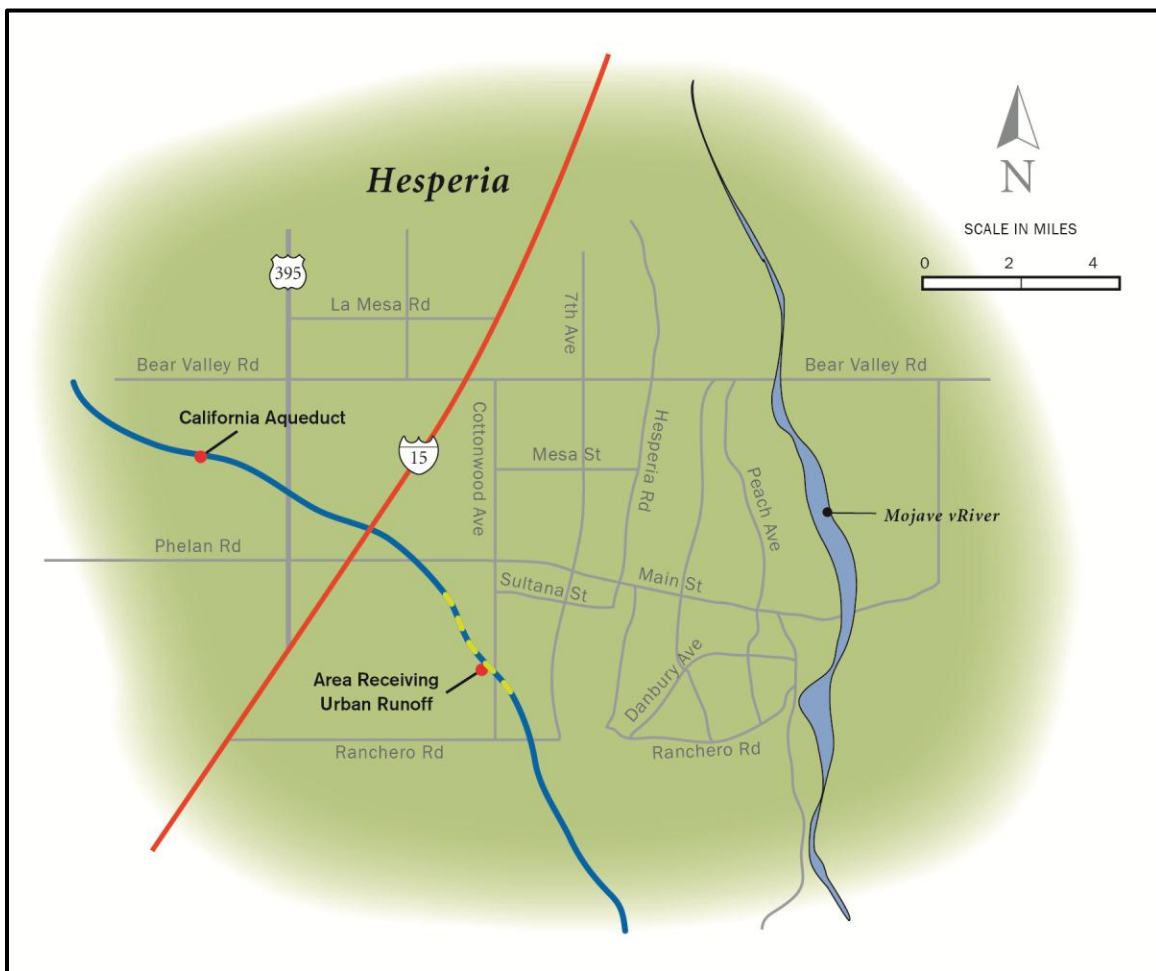 Hesperia
N
SCALE IN MILES
0 2 4
395
La Mesa Rd
7th Ave
Bear Valley Rd
Bear Valley Rd
California Aqueduct
Cottonwood Ave
Hesperia Rd
15
Mesa St
Peach Ave
Mojave vRiver
Phelan Rd
Sultana St
Main St
Area Receiving
Urban Runoff
Danbury Ave
Ranchero Rd
Ranchero Rd